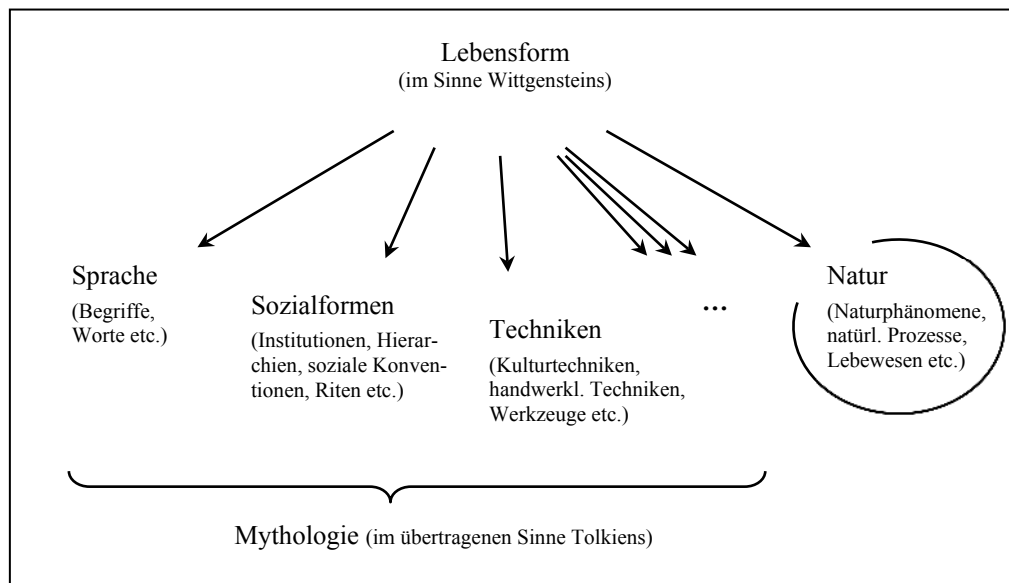 Lebensform
(im Sinne Wittgensteins)
Sprache
(Begriffe,
Worte etc.)
Sozialformen
(Institutionen, Hierar-
chien, soziale Konven-
tionen, Riten etc.)
Techniken
(Kulturtechniken,
handwerkl. Techniken,
Werkzeuge etc.)
...
Natur
(Naturphänomene,
natürl. Prozesse,
Lebewesen etc.)
Mythologie (im übertragenen Sinne Tolkiens)